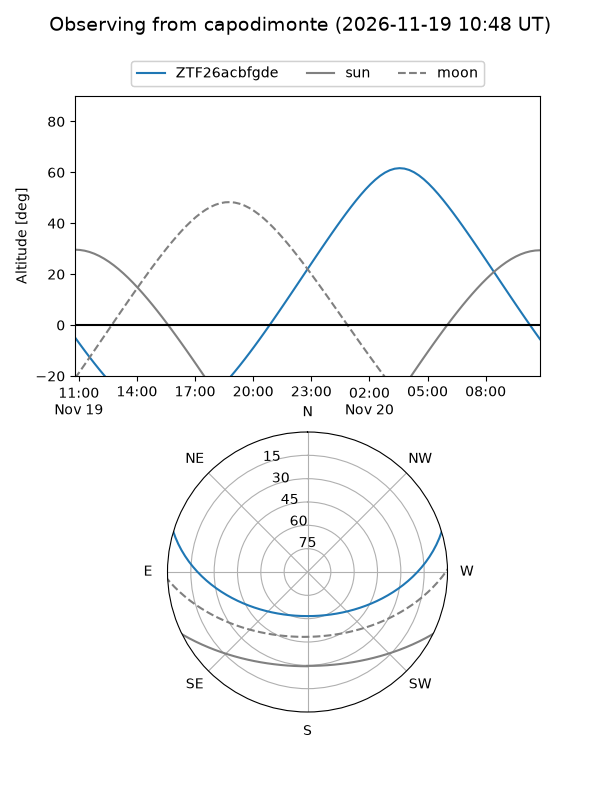 Observing from capodimonte (2026-11-19 10:48 UT)
ZTF26acbfgde sun moon
80
60
40
20
0
−20
Altitude [deg]
11:00 14:00 17:00 20:00 23:00 02:00 05:00 08:00
Nov 19 Nov 20
N
NE NW
15
30
45
60
75
E W
SE SW
S